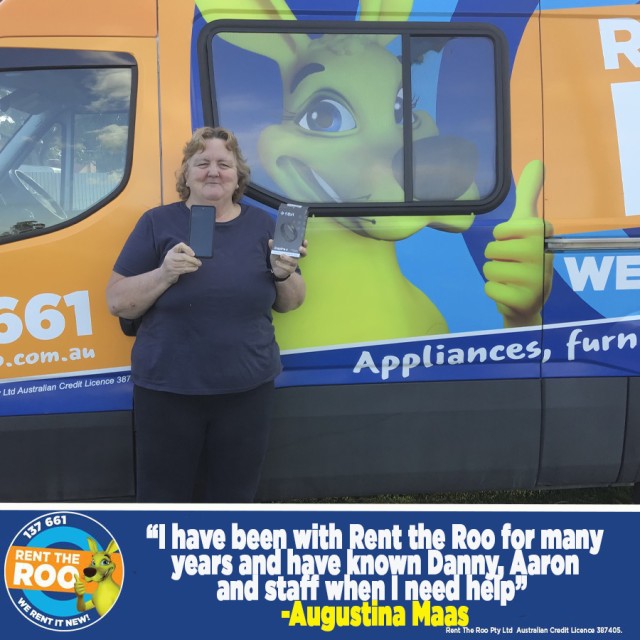 R
WE
661
o.com.au
Appliances, furn
Ltd Australian Credit Licence 387
137 661
RENT THE
ROO
WE RENT IT NEW!
"I have been with Rent the Roo for many
years and have known Danny, Aaron
and staff when I need help"
-Augustina Maas
Rent The Roo Pty Ltd Australian Credit Licence 387405.